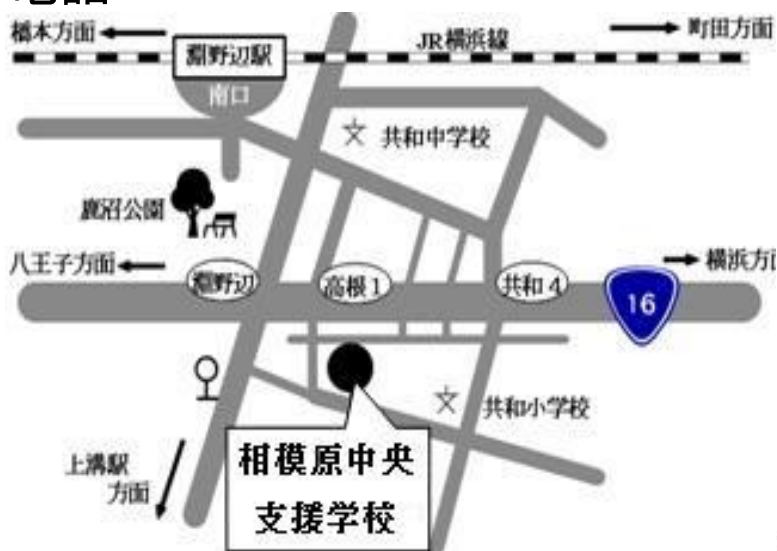 橋本方面
JR横浜線
町田方面
淵野辺駅
南口
共和中学校
鹿沼公園
八王子方面
淵野辺
高根1
共和4
横浜方面
16
共和小学校
上溝駅
方面
相模原中央
支援学校